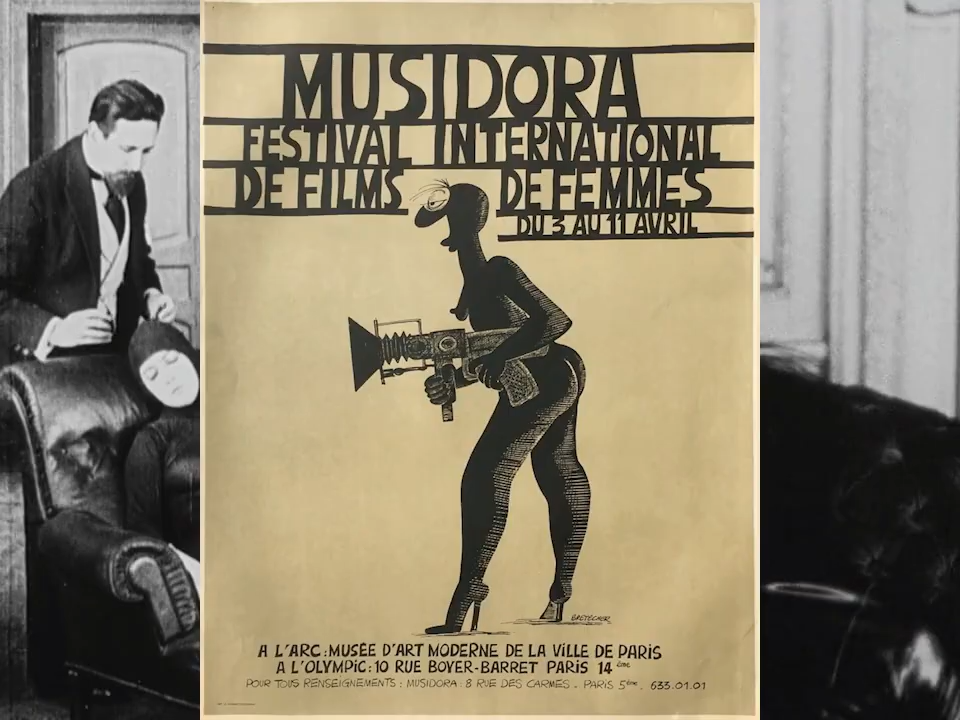 MUSIDORA
FESTIVAL INTERNATIONAL
DE FILMS DE FEMMES
DU 3 AU 11 AVRIL
BRETECHER
A L'ARC : MUSÉE D'ART MODERNE DE LA VILLE DE PARIS
A L'OLYMPIC : 10 RUE BOYER-BARRET PARIS 14ème
POUR TOUS RENSEIGNEMENTS : MUSIDORA : 8 RUE DES CARMES - PARIS 5ème. 633.01.01